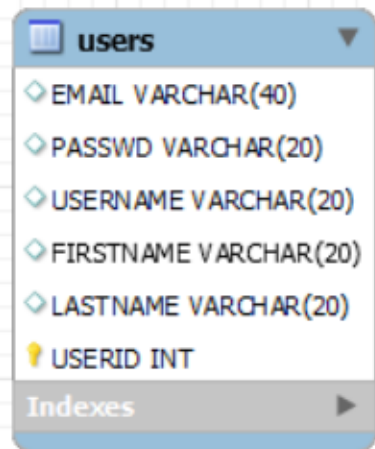 users
EMAIL VARCHAR(40)
PASSWD VARCHAR(20)
USERNAME VARCHAR(20)
FIRSTNAME VARCHAR(20)
LASTNAME VARCHAR(20)
USERID INT
Indexes